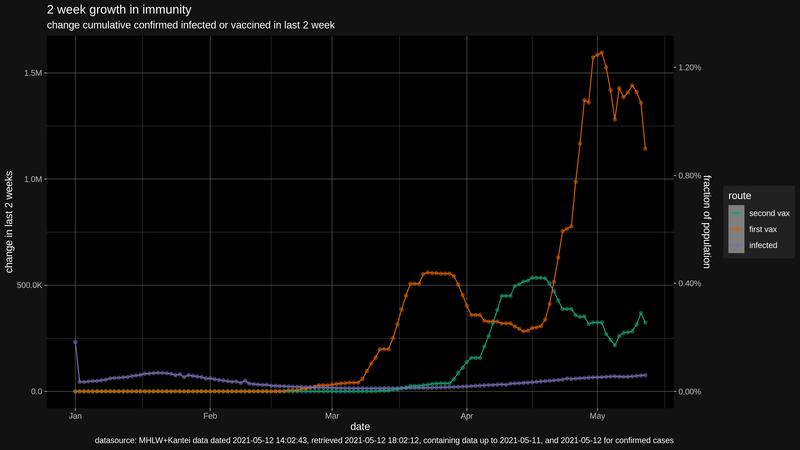 2 week growth in immunity
change cumulative confirmed infected or vaccined in last 2 week
1.5M
1.0M
500.0K
0.0
change in last 2 weeks
1.20%
0.80%
0.40%
0.00%
fraction of population
route
second vax
first vax
infected
Jan
Feb
Mar
Apr
May
date
datasource: MHLW+Kantei data dated 2021-05-12 14:02:43, retrieved 2021-05-12 18:02:12, containing data up to 2021-05-11, and 2021-05-12 for confirmed cases